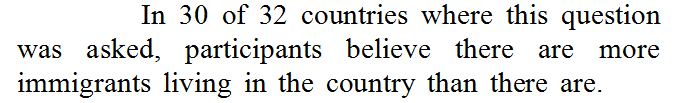 In 30 of 32 countries where this question
was asked, participants believe there are more
immigrants living in the country than there are.